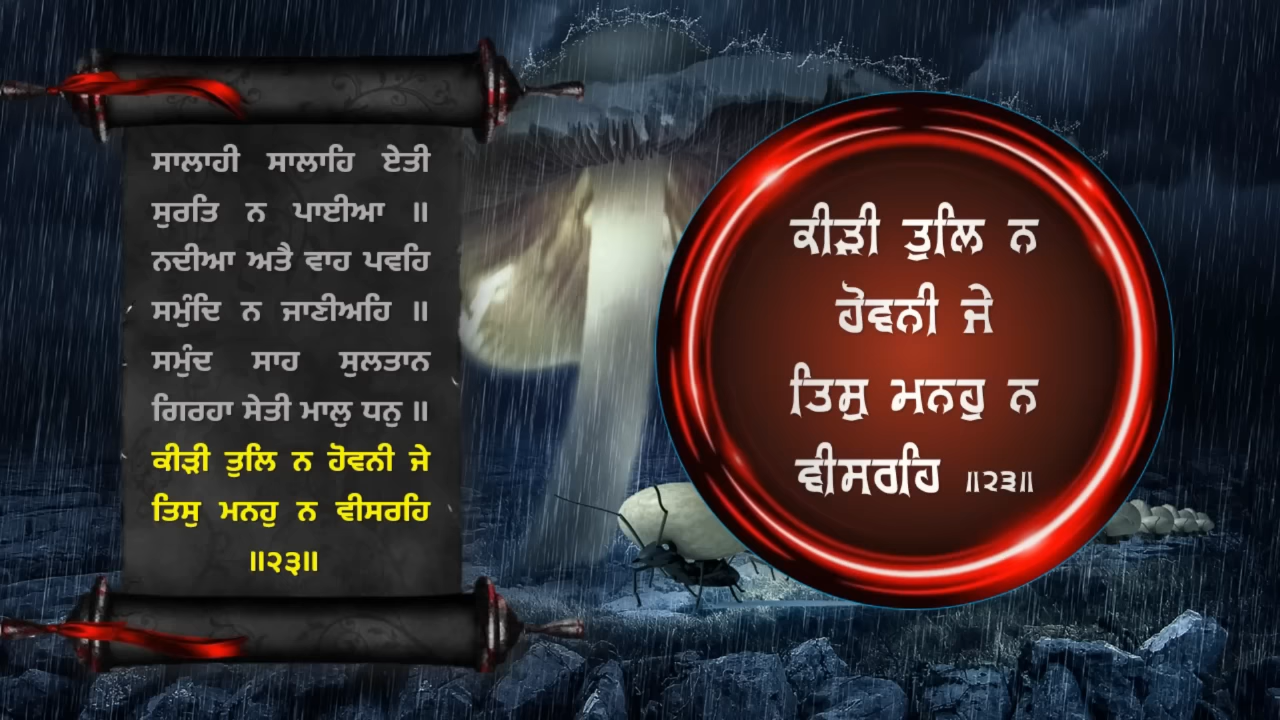 ਸਾਲਾਹੀ ਸਾਲਾਹਿ ਏਤੀ
ਸੁਰਤਿ ਨ ਪਾਈਆ ॥
ਨਦੀਆ ਅਤੈ ਵਾਹ ਪਵਹਿ
ਸਮੁੰਦਿ ਨ ਜਾਣੀਅਹਿ ॥
ਸਮੁੰਦ ਸਾਹ ਸੁਲਤਾਨ
ਗਿਰਹਾ ਸੇਤੀ ਮਾਲੁ ਧਨੁ ॥
ਕੀੜੀ ਤੁਲਿ ਨ ਹੋਵਨੀ ਜੇ
ਤਿਸੁ ਮਨਹੁ ਨ ਵੀਸਰਹਿ
॥੨੩॥
ਕੀੜੀ ਤੁਲਿ ਨ
ਹੋਵਨੀ ਜੇ
ਤਿਸੁ ਮਨਹੁ ਨ
ਵੀਸਰਹਿ ॥੨੩॥